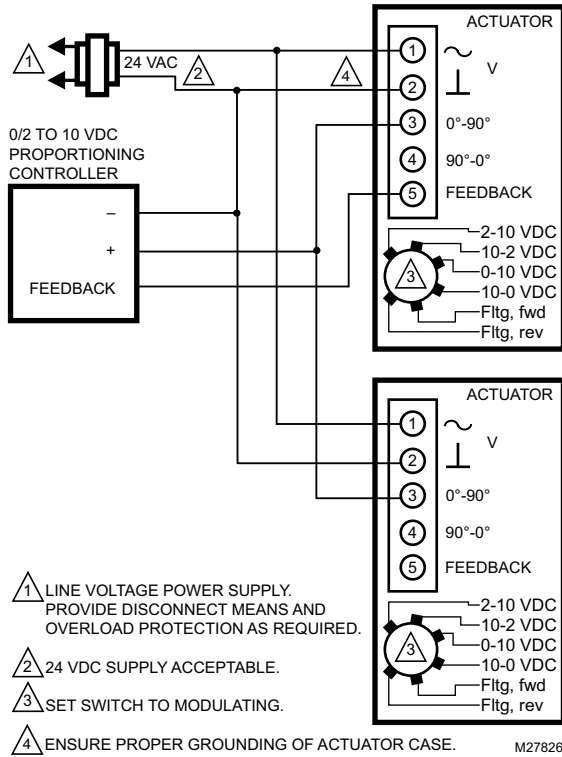 ACTUATOR
1
24 VAC
1
2
4
V
2
0/2 TO 10 VDC
PROPORTIONING
CONTROLLER
3 0°-90°
4 90°-0°
5 FEEDBACK
–
+
FEEDBACK
2-10 VDC
10-2 VDC
0-10 VDC
10-0 VDC
Fltg, fwd
Fltg, rev
3
ACTUATOR
1
V
2
3 0°-90°
4 90°-0°
5 FEEDBACK
2-10 VDC
10-2 VDC
0-10 VDC
10-0 VDC
Fltg, fwd
Fltg, rev
3
1 LINE VOLTAGE POWER SUPPLY.
PROVIDE DISCONNECT MEANS AND
OVERLOAD PROTECTION AS REQUIRED.
2 24 VDC SUPPLY ACCEPTABLE.
3 SET SWITCH TO MODULATING.
4 ENSURE PROPER GROUNDING OF ACTUATOR CASE.
M27826